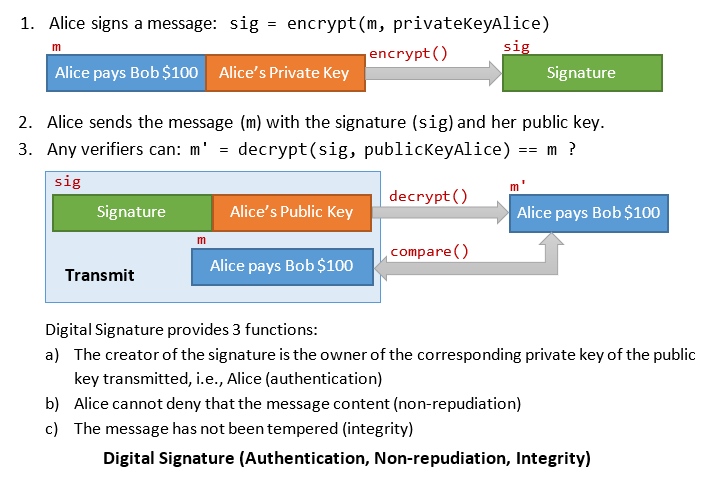 1. Alice signs a message: sig = encrypt(m, privateKeyAlice)
m
encrypt()
sig
Alice pays Bob $100
Alice's Private Key
Signature
2. Alice sends the message (m) with the signature (sig) and her public key.
3. Any verifiers can: m' = decrypt(sig, publicKeyAlice) == m ?
sig
decrypt()
m'
Signature
Alice's Public Key
Alice pays Bob $100
m
compare()
Alice pays Bob $100
Transmit
Digital Signature provides 3 functions:
a) The creator of the signature is the owner of the corresponding private key of the public
key transmitted, i.e., Alice (authentication)
b) Alice cannot deny that the message content (non-repudiation)
c) The message has not been tempered (integrity)
Digital Signature (Authentication, Non-repudiation, Integrity)